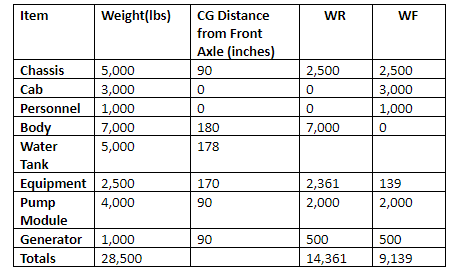 Item Weight(lbs) CG Distance from Front Axle (inches) WR WF
Chassis 5,000 90 2,500 2,500
Cab 3,000 0 0 3,000
Personnel 1,000 0 0 1,000
Body 7,000 180 7,000 0
Water Tank 5,000 178
Equipment 2,500 170 2,361 139
Pump Module 4,000 90 2,000 2,000
Generator 1,000 90 500 500
Totals 28,500 14,361 9,139